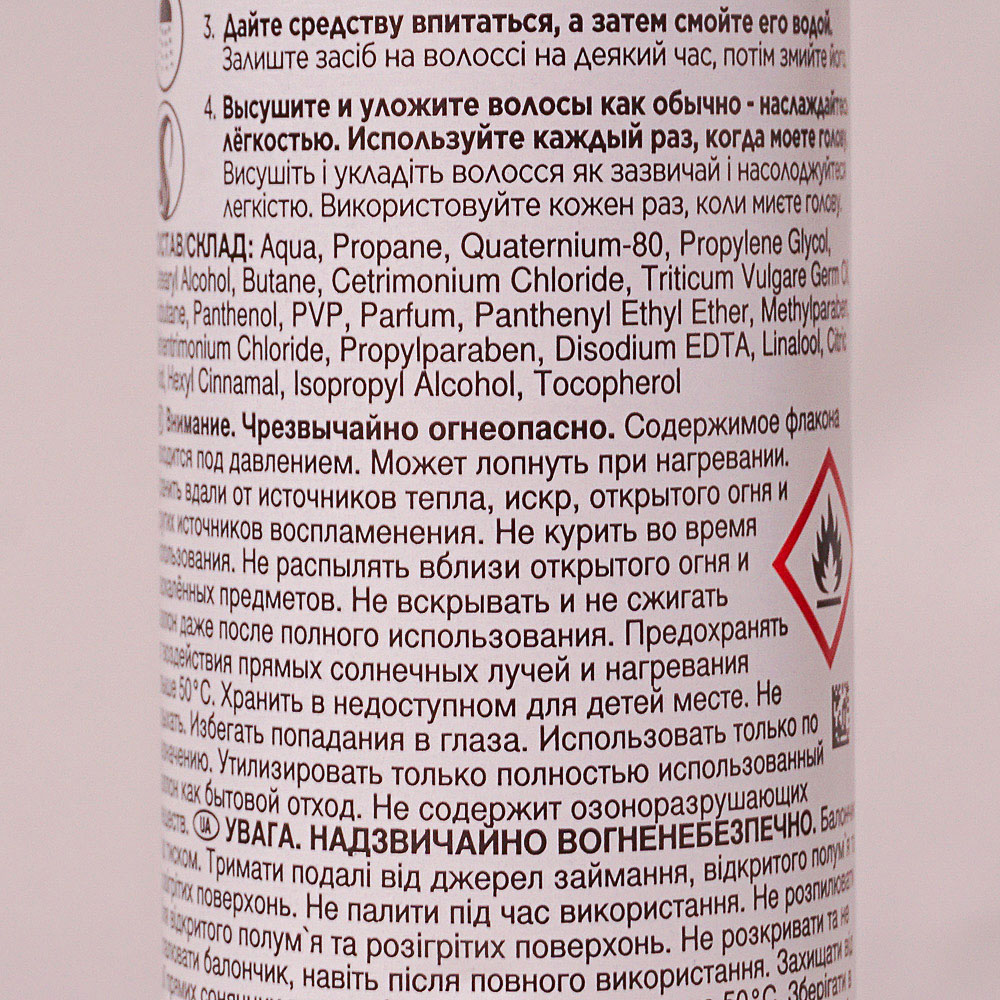 3. Дайте средству впитаться, а затем смойте его водой.
Залиште засіб на волоссі на деякий час, потім змийте його.
4. Высушите и уложите волосы как обычно - наслаждайтесь
лёгкостью. Используйте каждый раз, когда моете голову
Висушіть і укладіть волосся як зазвичай і насолоджуйтесь
легкістю. Використовуйте кожен раз, коли миєте голову.
СКЛАД: Aqua, Propane, Quaternium-80, Propylene Glycol,
Alcohol, Butane, Cetrimonium Chloride, Triticum Vulgare Germ
Panthenol, PVP, Parfum, Panthenyl Ethyl Ether, Methylparaben,
Chloride, Propylparaben, Disodium EDTA, Linalool, Citric
Hexyl Cinnamal, Isopropyl Alcohol, Tocopherol
Внимание. Чрезвычайно огнеопасно. Содержимое флакона
под давлением. Может лопнуть при нагревании.
вдали от источников тепла, искр, открытого огня и
источников воспламенения. Не курить во время
Не распылять вблизи открытого огня и
предметов. Не вскрывать и не сжигать
даже после полного использования. Предохранять
прямых солнечных лучей и нагревания
50°C. Хранить в недоступном для детей месте. Не
Избегать попадания в глаза. Использовать только по
Утилизировать только полностью использованный
как бытовой отход. Не содержит озоноразрушающих
UA УВАГА. НАДЗВИЧАЙНО ВОГНЕНЕБЕЗПЕЧНО.
тиском. Тримати подалі від джерел займання, відкритого полум`я
поверхонь. Не палити під час використання. Не розпилювати
відкритого полум`я та розігрітих поверхонь. Не розкривати та не
балончик, навіть після повного використання. Захищати
прямих 50°C. Зберігати в